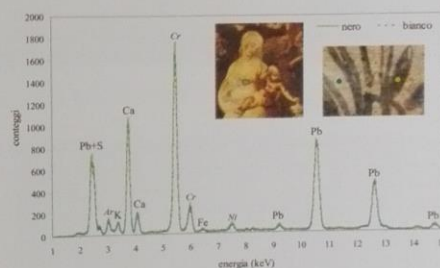 nero bianco
2000
1800
1600
1400
1200
1000
800
600
400
200
0
conteggi
Pb+S
Ar
K
Ca
Ca
Cr
Cr
Fe
Ni
Pb
Pb
Pb
Pb
1 2 3 4 5 6 7 8 9 10 11 12 13 14
energia (keV)